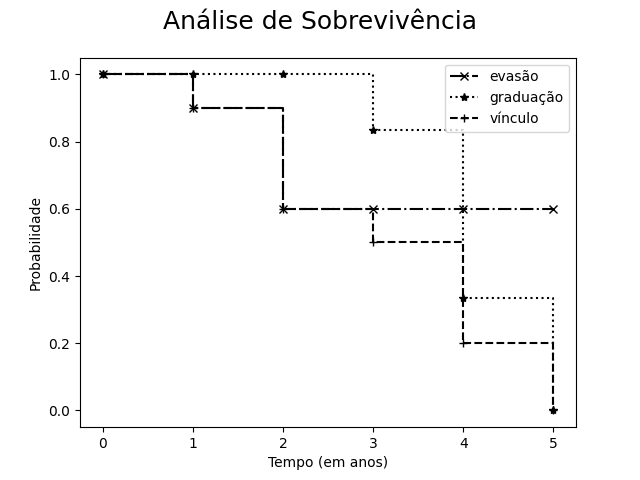 Análise de Sobrevivência
evasão
graduação
vínculo
Probabilidade
1.0
0.8
0.6
0.4
0.2
0.0
0 1 2 3 4 5
Tempo (em anos)